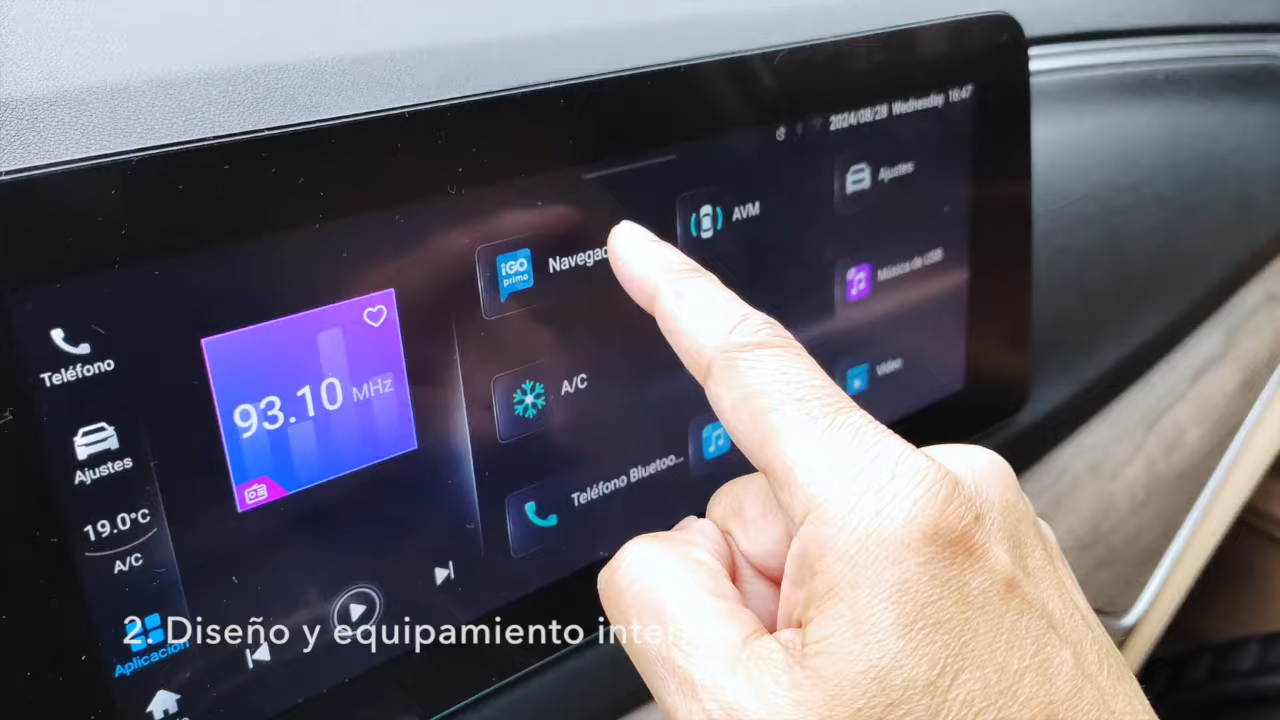 2024/08/28 Wednesday 16:47
Teléfono
Ajustes
19.0°C
A/C
Aplicación
93.10 MHz
iGO
primo
Navegac
A/C
Teléfono Bluetoo...
AVM
Ajustes
Música de USB
Vídeo
2. Diseño y equipamiento inter